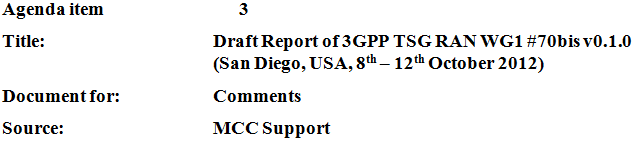 Agenda item 3
Title: Draft Report of 3GPP TSG RAN WG1 #70bis v0.1.0
(San Diego, USA, 8th – 12th October 2012)
Document for: Comments
Source: MCC Support